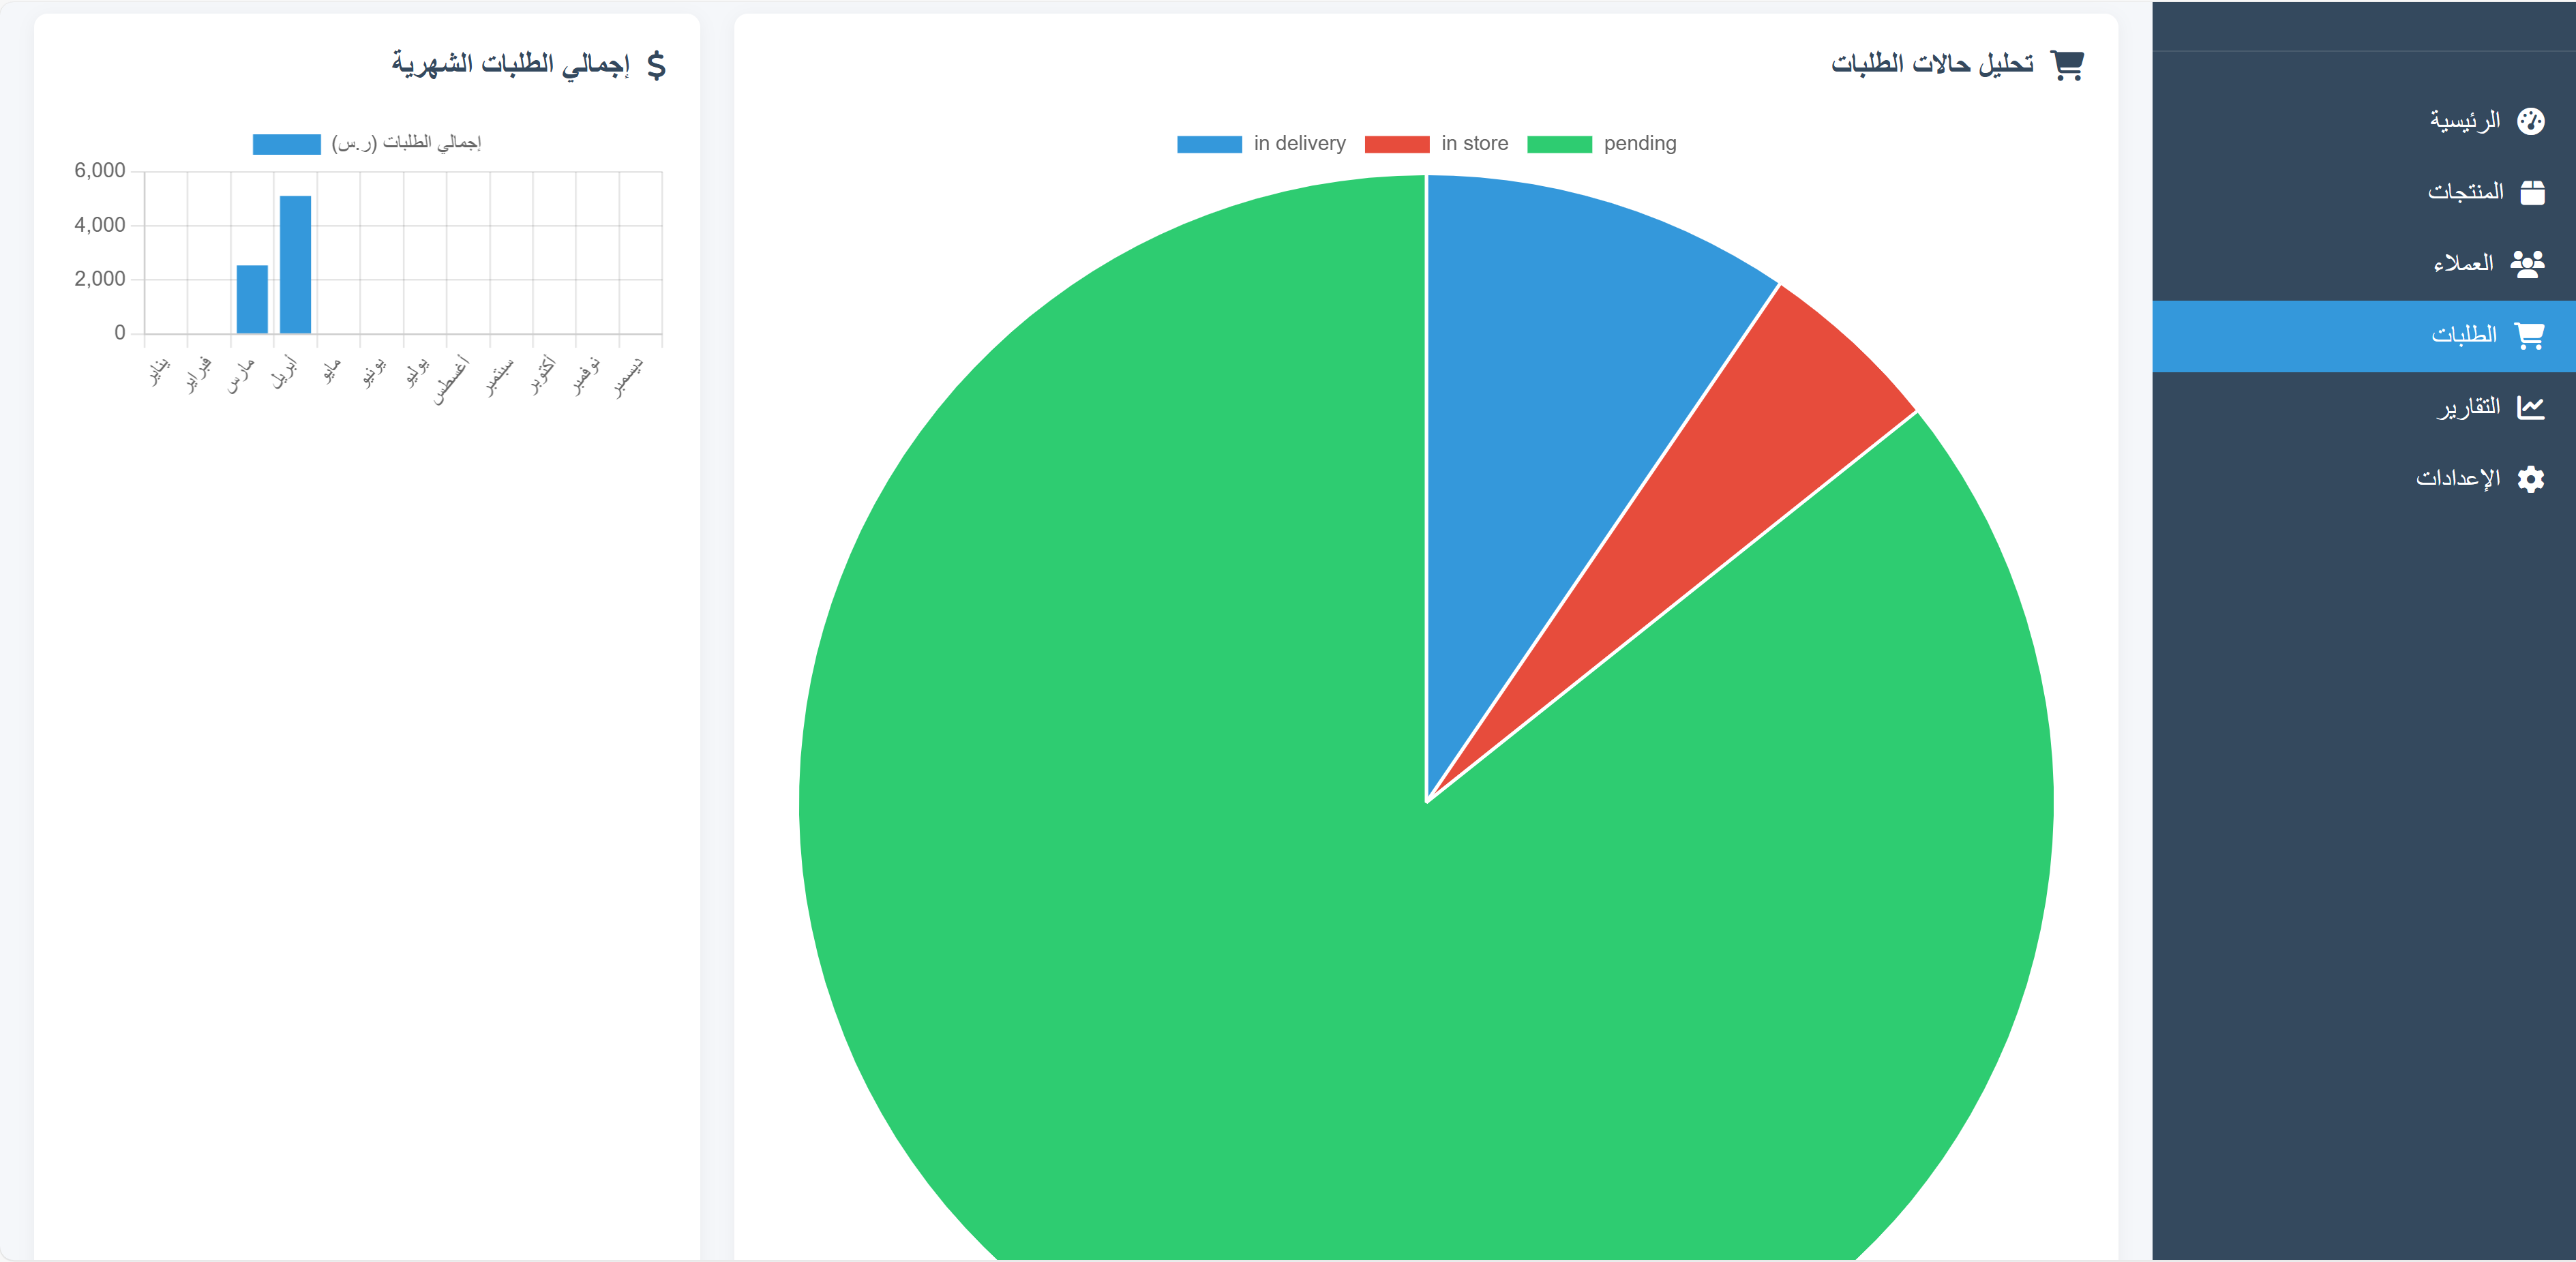 الرئيسية
المنتجات
العملاء
الطلبات
التقارير
الإعدادات
تحليل حالات الطلبات
in delivery in store pending
إجمالي الطلبات الشهرية
إجمالي الطلبات (ر.س)
6,000
4,000
2,000
0
يناير فبراير مارس أبريل مايو يونيو يوليو أغسطس سبتمبر أكتوبر نوفمبر ديسمبر